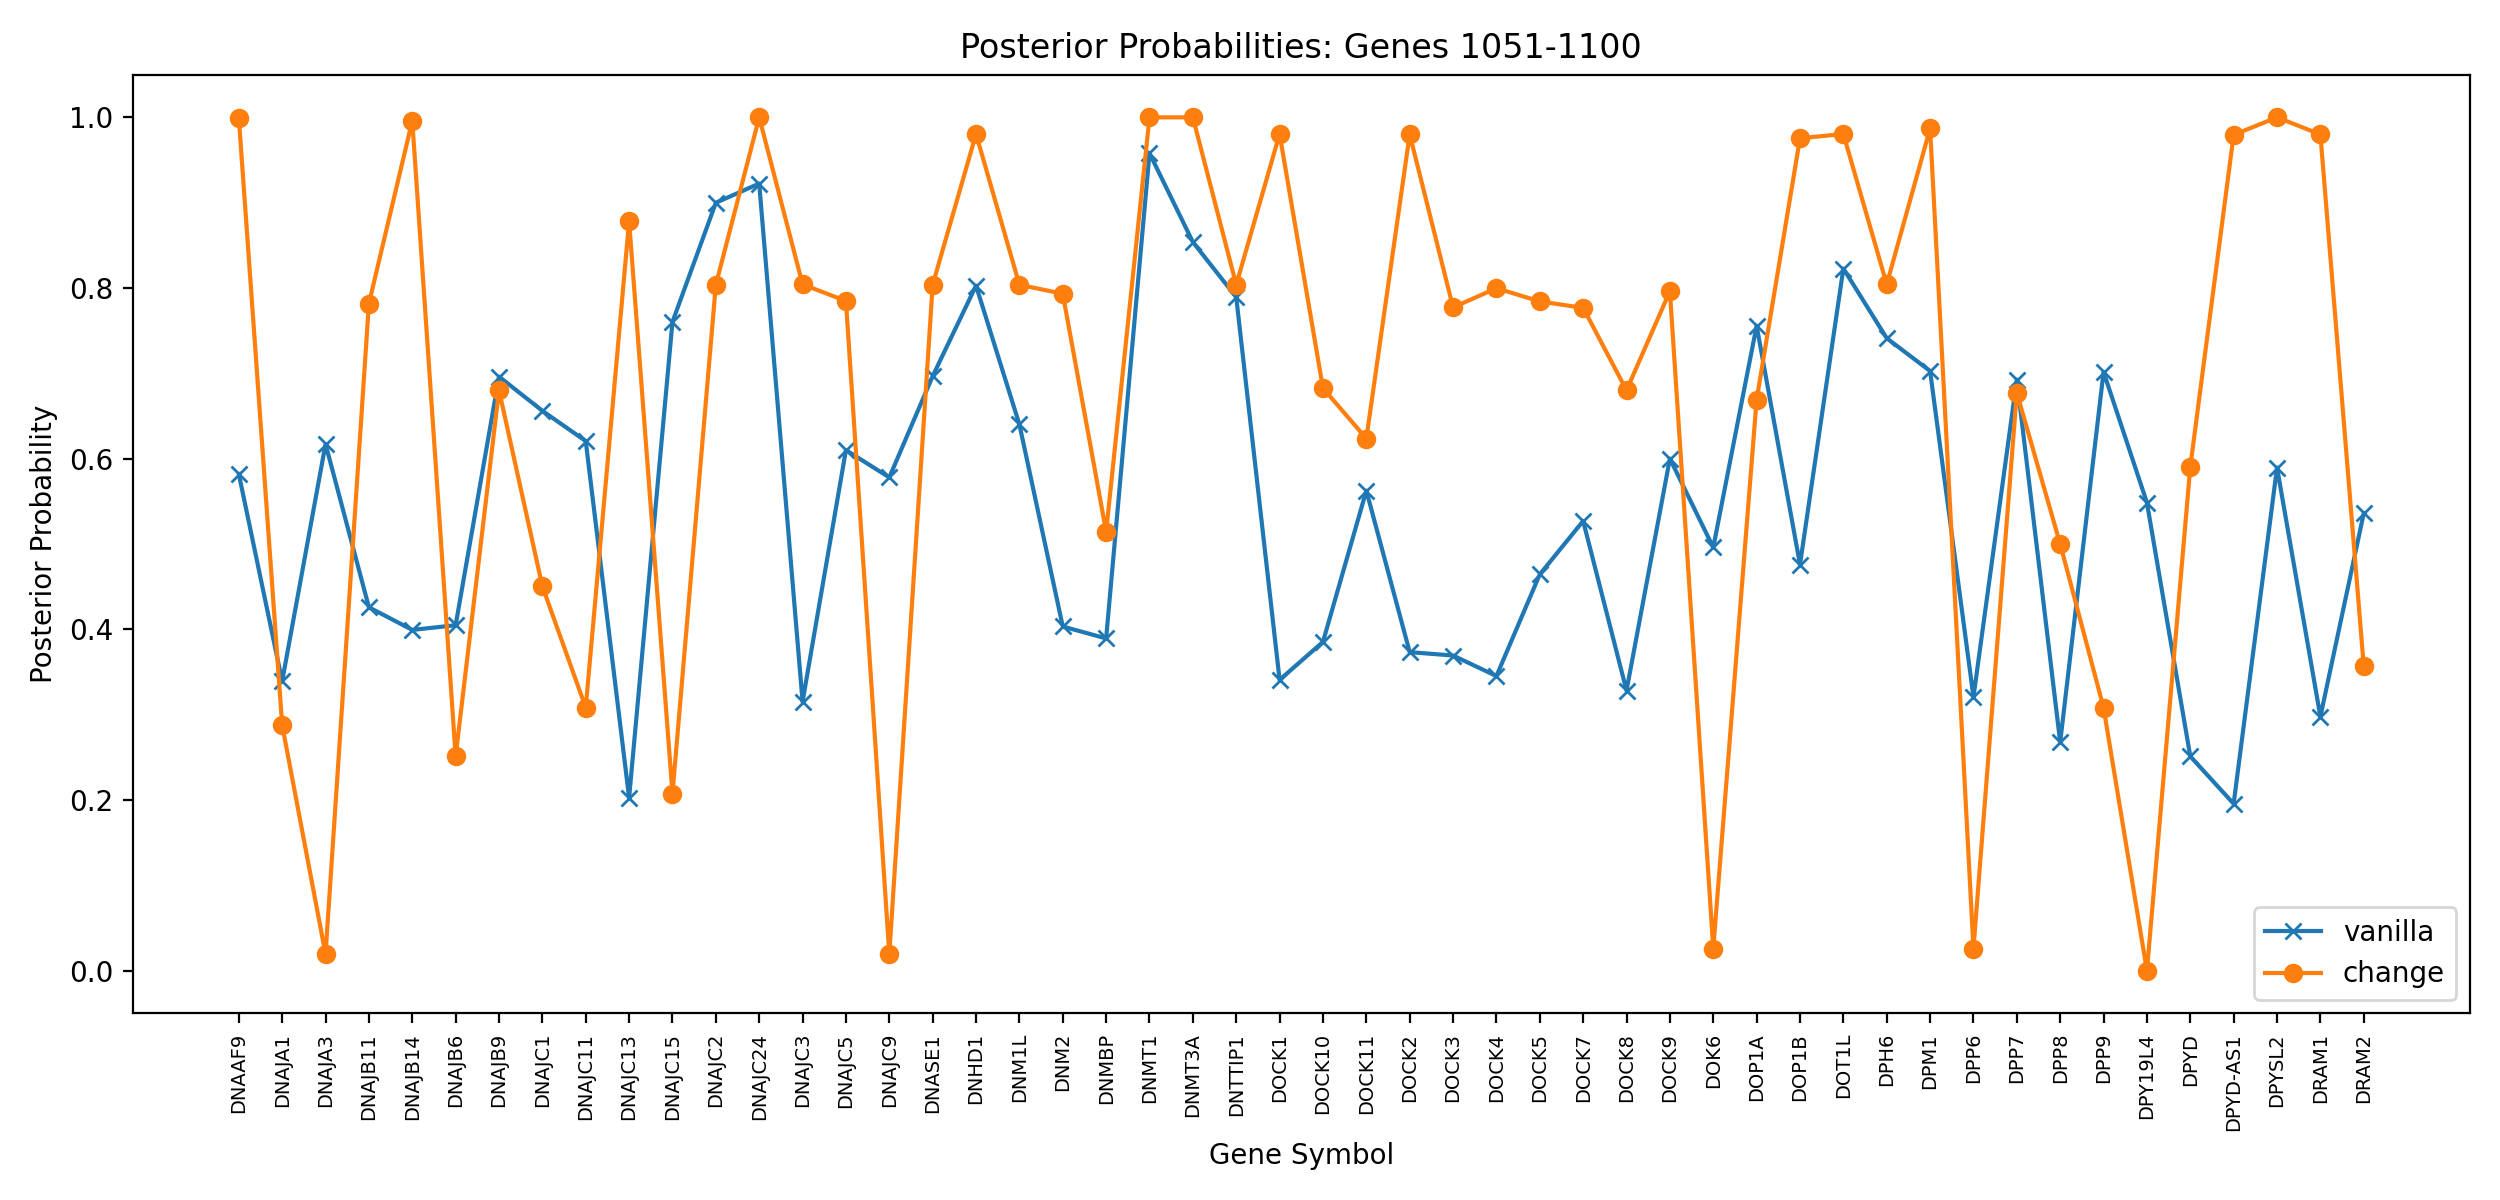 Posterior Probabilities: Genes 1051-1100
Posterior Probability
1.0
0.8
0.6
0.4
0.2
0.0
vanilla
change
DNAAF9
DNAJA1
DNAJA3
DNAJB11
DNAJB14
DNAJB6
DNAJB9
DNAJC1
DNAJC11
DNAJC13
DNAJC15
DNAJC2
DNAJC24
DNAJC3
DNAJC5
DNAJC9
DNASE1
DNHD1
DNM1L
DNM2
DNMBP
DNMT1
DNMT3A
DNTTIP1
DOCK1
DOCK10
DOCK11
DOCK2
DOCK3
DOCK4
DOCK5
DOCK7
DOCK8
DOCK9
DOK6
DOP1A
DOP1B
DOT1L
DPH6
DPM1
DPP6
DPP7
DPP8
DPP9
DPY19L4
DPYD
DPYD-AS1
DPYSL2
DRAM1
DRAM2
Gene Symbol